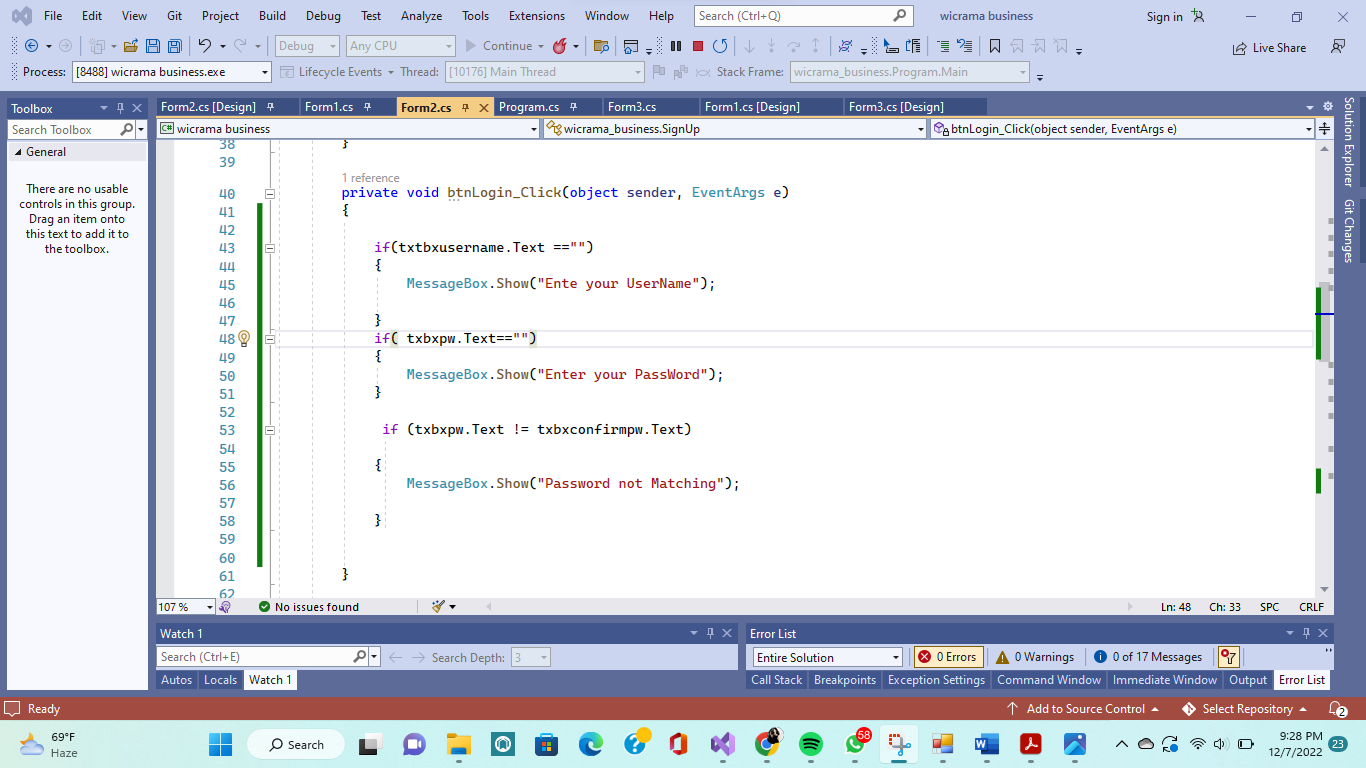 File Edit View Git Project Build Debug Test Analyze Tools Extensions Window Help Search (Ctrl+Q) wicrama business Sign in
Debug Any CPU Continue Live Share
Process: [8488] wicrama business.exe Lifecycle Events Thread: [10176] Main Thread Stack Frame: wicrama_business.Program.Main
Toolbox Form2.cs [Design] Form1.cs Form2.cs Program.cs Form3.cs Form1.cs [Design] Form3.cs [Design]
Search Toolbox C# wicrama business wicrama_business.SignUp btnLogin_Click(object sender, EventArgs e)
General
There are no usable
controls in this group.
Drag an item onto
this text to add it to
the toolbox.
Solution Explorer
Git Changes
38 }
39
1 reference
40 private void btnLogin_Click(object sender, EventArgs e)
41 {
42
43 if(txtbxusername.Text =="")
44 {
45 MessageBox.Show("Ente your UserName");
46
47 }
48 if( txbxpw.Text=="")
49 {
50 MessageBox.Show("Enter your PassWord");
51 }
52
53 if (txbxpw.Text != txbxconfirmpw.Text)
54
55 {
56 MessageBox.Show("Password not Matching");
57
58 }
59
60
61 }
62
107 % No issues found Ln: 48 Ch: 33 SPC CRLF
Watch 1
Search (Ctrl+E) Search Depth: 3
Autos Locals Watch 1
Error List
Entire Solution 0 Errors 0 Warnings 0 of 17 Messages
Call Stack Breakpoints Exception Settings Command Window Immediate Window Output Error List
Ready Add to Source Control Select Repository 2
69°F
Haze
Search
58
9:28 PM
12/7/2022
23